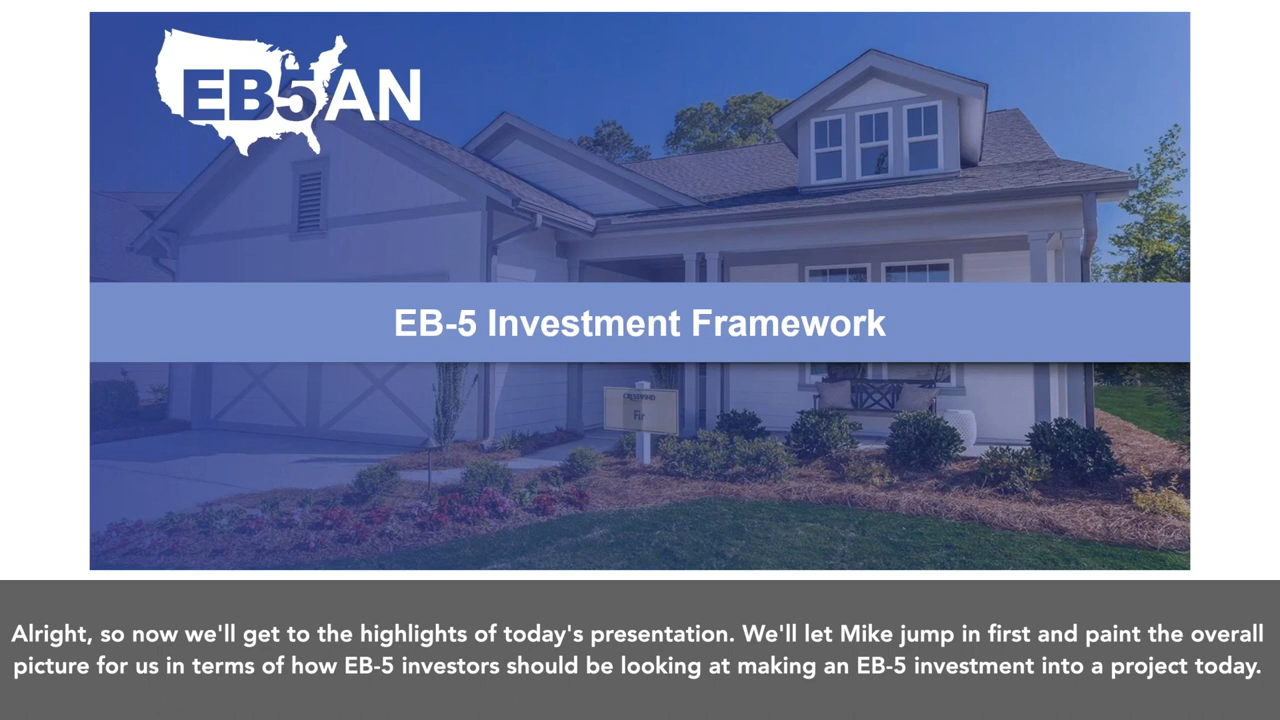 EB5AN
EB-5 Investment Framework
CRESSWIND
Fir
Alright, so now we'll get to the highlights of today's presentation. We'll let Mike jump in first and paint the overall
picture for us in terms of how EB-5 investors should be looking at making an EB-5 investment into a project today.